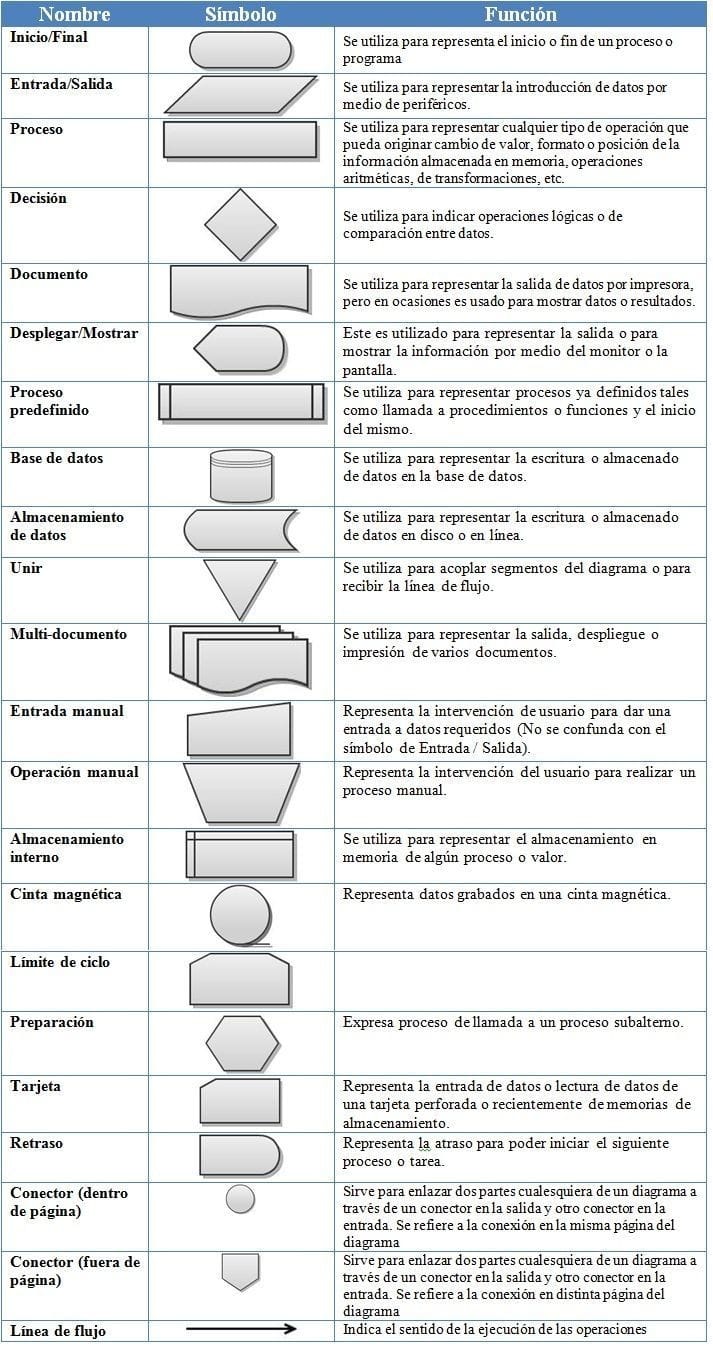 Nombre Símbolo Función
Inicio/Final
Se utiliza para representa el inicio o fin de un proceso o
programa
Entrada/Salida
Se utiliza para representar la introducción de datos por
medio de periféricos.
Proceso
Se utiliza para representar cualquier tipo de operación que
pueda originar cambio de valor, formato o posición de la
información almacenada en memoria, operaciones
aritméticas, de transformaciones, etc.
Decisión
Se utiliza para indicar operaciones lógicas o de
comparación entre datos.
Documento
Se utiliza para representar la salida de datos por impresora,
pero en ocasiones es usado para mostrar datos o resultados.
Desplegar/Mostrar
Este es utilizado para representar la salida o para
mostrar la información por medio del monitor o la
pantalla.
Proceso
predefinido
Se utiliza para representar procesos ya definidos tales
como llamada a procedimientos o funciones y el inicio
del mismo.
Base de datos
Se utiliza para representar la escritura o almacenado
de datos en la base de datos.
Almacenamiento
de datos
Se utiliza para representar la escritura o almacenado
de datos en disco o en línea.
Unir
Se utiliza para acoplar segmentos del diagrama o para
recibir la línea de flujo.
Multi-documento
Se utiliza para representar la salida, despliegue o
impresión de varios documentos.
Entrada manual
Representa la intervención de usuario para dar una
entrada a datos requeridos (No se confunda con el
símbolo de Entrada / Salida).
Operación manual
Representa la intervención del usuario para realizar un
proceso manual.
Almacenamiento
interno
Se utiliza para representar el almacenamiento en
memoria de algún proceso o valor.
Cinta magnética
Representa datos grabados en una cinta magnética.
Límite de ciclo
Preparación
Expresa proceso de llamada a un proceso subalterno.
Tarjeta
Representa la entrada de datos o lectura de datos de
una tarjeta perforada o recientemente de memorias de
almacenamiento.
Retraso
Representa la atraso para poder iniciar el siguiente
proceso o tarea.
Conector (dentro
de página)
Sirve para enlazar dos partes cualesquiera de un diagrama a
través de un conector en la salida y otro conector en la
entrada. Se refiere a la conexión en la misma página del
diagrama
Conector (fuera de
página)
Sirve para enlazar dos partes cualesquiera de un diagrama a
través de un conector en la salida y otro conector en la
entrada. Se refiere a la conexión en distinta página del
diagrama
Línea de flujo
Indica el sentido de la ejecución de las operaciones